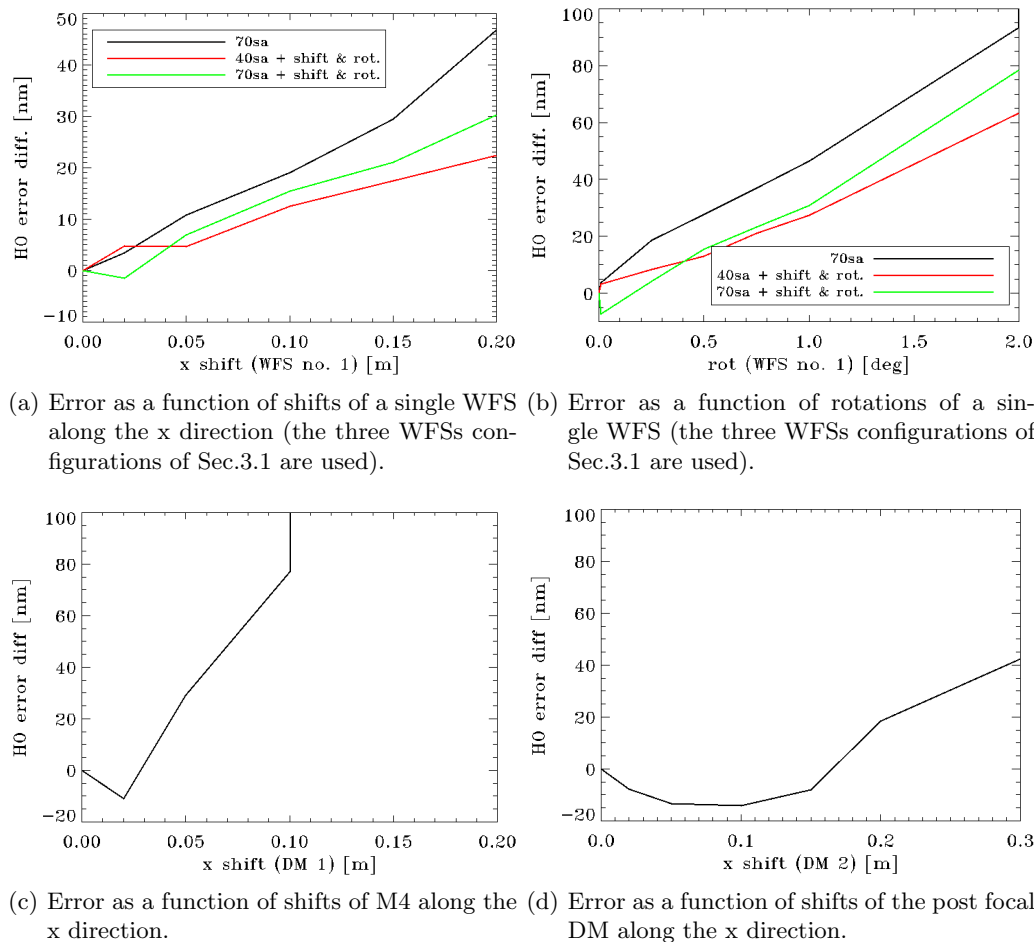 50
40
30
20
10
0
-10
HO error diff. [nm]
70sa
40sa + shift & rot.
70sa + shift & rot.
0.00 0.05 0.10 0.15 0.20
x shift (WFS no. 1) [m]
100
80
60
40
20
0
HO error diff. [nm]
70sa
40sa + shift & rot.
70sa + shift & rot.
0.0 0.5 1.0 1.5 2.0
rot (WFS no. 1) [deg]
(a) Error as a function of shifts of a single WFS
along the x direction (the three WFSs con-
figurations of Sec.3.1 are used).
(b) Error as a function of rotations of a sin-
gle WFS (the three WFSs configurations of
Sec.3.1 are used).
100
80
60
40
20
0
-20
HO error diff [nm]
0.00 0.05 0.10 0.15 0.20
x shift (DM 1) [m]
100
80
60
40
20
0
-20
HO error diff [nm]
0.0 0.1 0.2 0.3
x shift (DM 2) [m]
(c) Error as a function of shifts of M4 along the
x direction.
(d) Error as a function of shifts of the post focal
DM along the x direction.